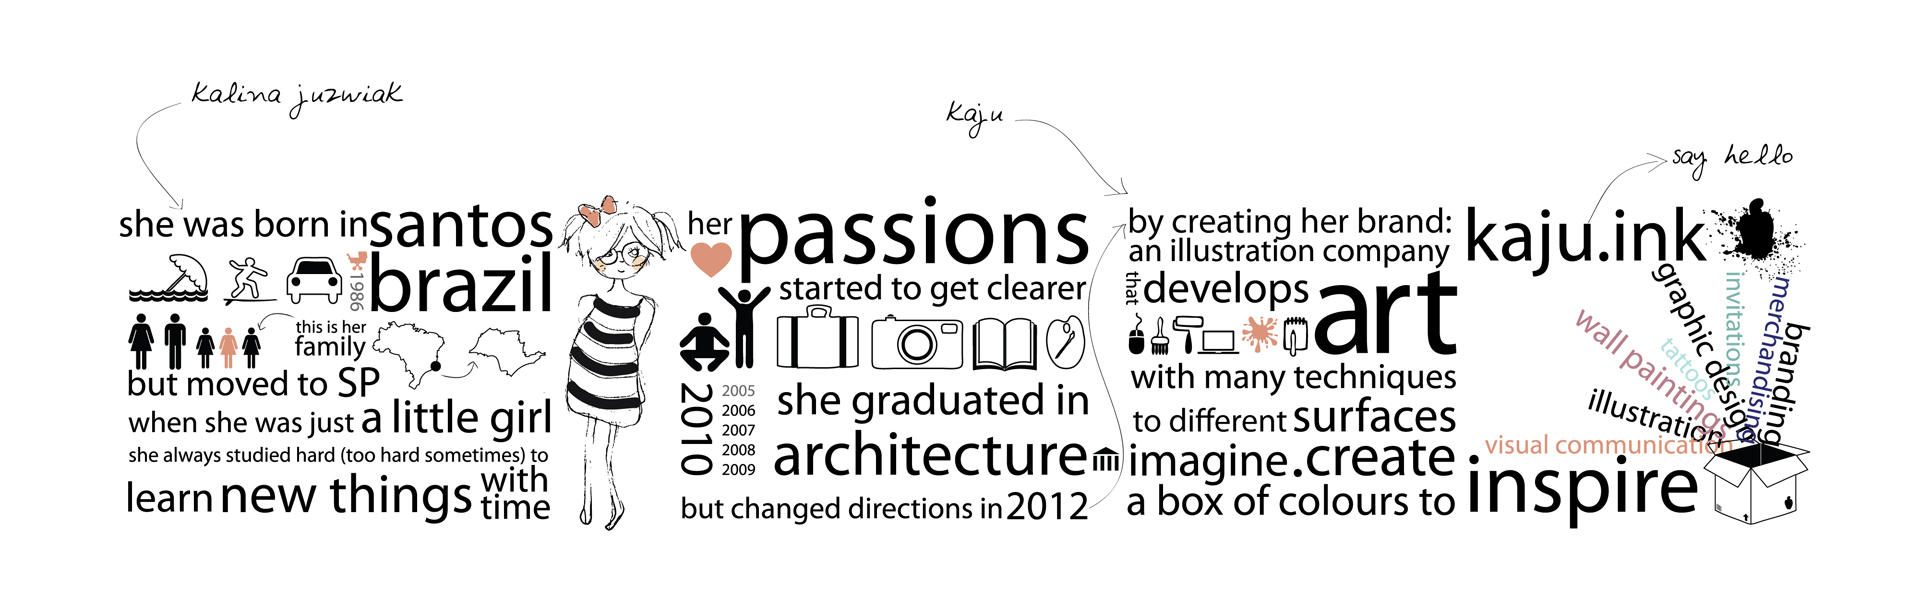 kalina juzwiak
she was born in santos
brazil
1986
this is her
family
but moved to SP
when she was just a little girl
she always studied hard (too hard sometimes) to
learn new things with
time
her passions
started to get clearer
2010
2005
2006
2007
2008
2009
she graduated in
architecture
but changed directions in 2012
kaju
by creating her brand:
an illustration company
that develops art
with many techniques
to different surfaces
imagine.create
a box of colours to
say hello
kaju.ink
graphic design
invitations
merchandising
branding
wall paintings
tattoos
illustration
visual communication
inspire